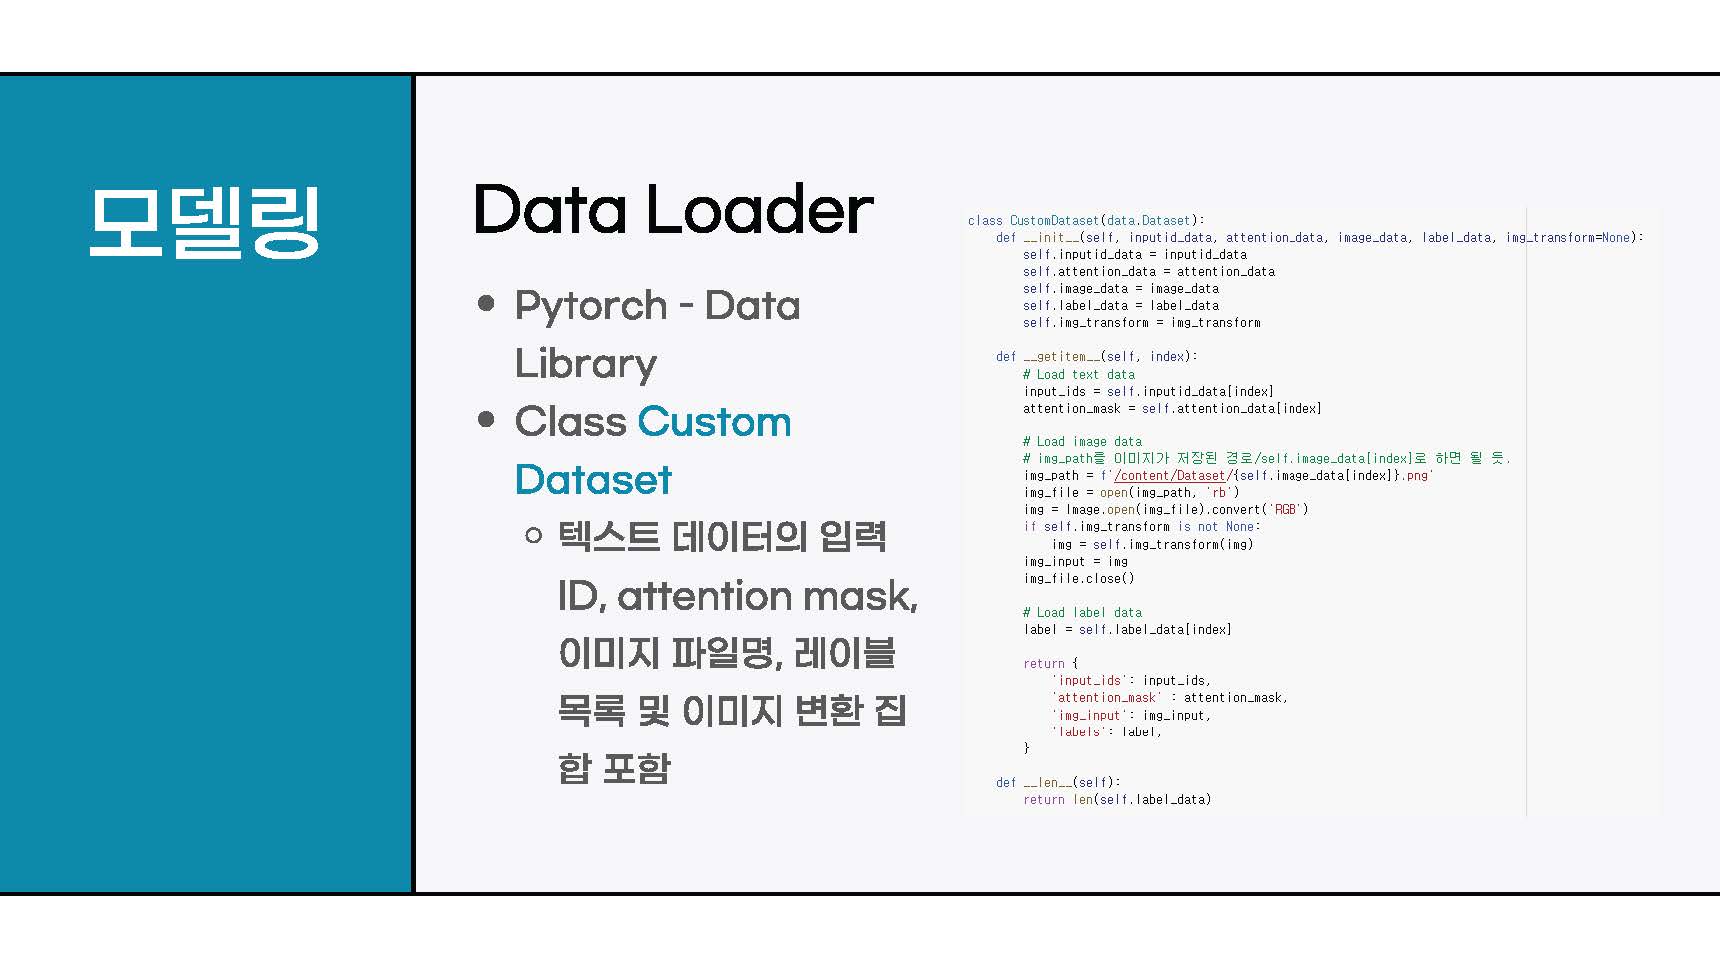 모델링
Data Loader
• Pytorch - Data
Library
• Class Custom
Dataset
○ 텍스트 데이터의 입력
ID, attention mask,
이미지 파일명, 레이블
목록 및 이미지 변환 집
합 포함
class CustomDataset(data.Dataset):
    def __init__(self, inputid_data, attention_data, image_data, label_data, img_transform=None):
        self.inputid_data = inputid_data
        self.attention_data = attention_data
        self.image_data = image_data
        self.label_data = label_data
        self.img_transform = img_transform
    def __getitem__(self, index):
        # Load text data
        input_ids = self.inputid_data[index]
        attention_mask = self.attention_data[index]
        # Load image data
        # img_path를 이미지가 저장된 경로/self.image_data[index]로 하면 될 듯.
        img_path = f'/content/Dataset/{self.image_data[index]}.png'
        img_file = open(img_path, 'rb')
        img = Image.open(img_file).convert('RGB')
        if self.img_transform is not None:
            img = self.img_transform(img)
        img_input = img
        img_file.close()
        # Load label data
        label = self.label_data[index]
        return {
            'input_ids': input_ids,
            'attention_mask' : attention_mask,
            'img_input': img_input,
            'labels': label,
        }
    def __len__(self):
        return len(self.label_data)